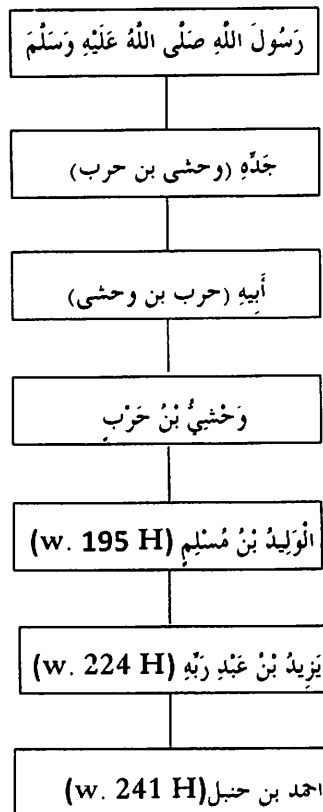 رَسُولَ اللَّهِ صَلَّى اللَّهُ عَلَيْهِ وَسَلَّمَ
جَدِّهِ (وحشى بن حرب)
أَبِيهِ (حرب بن وحشى)
وَحْشِيُّ بْنُ حَرْبٍ
الْوَلِيدُ بْنُ مُسْلِمٍ (w. 195 H)
يَزِيدُ بْنُ عَبْدِ رَبِّهِ (w. 224 H)
احمد بن حنبل (w. 241 H)